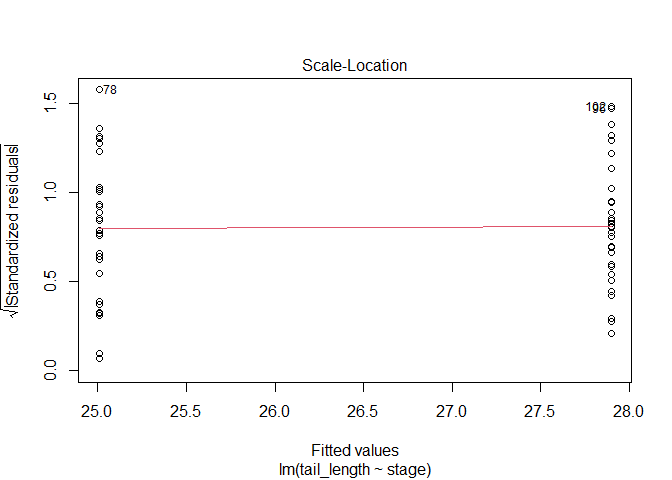 Scale-Location
√|Standardized residuals|
0.0 0.5 1.0 1.5
78
25.0 25.5 26.0 26.5 27.0 27.5 28.0
Fitted values
lm(tail_length ~ stage)